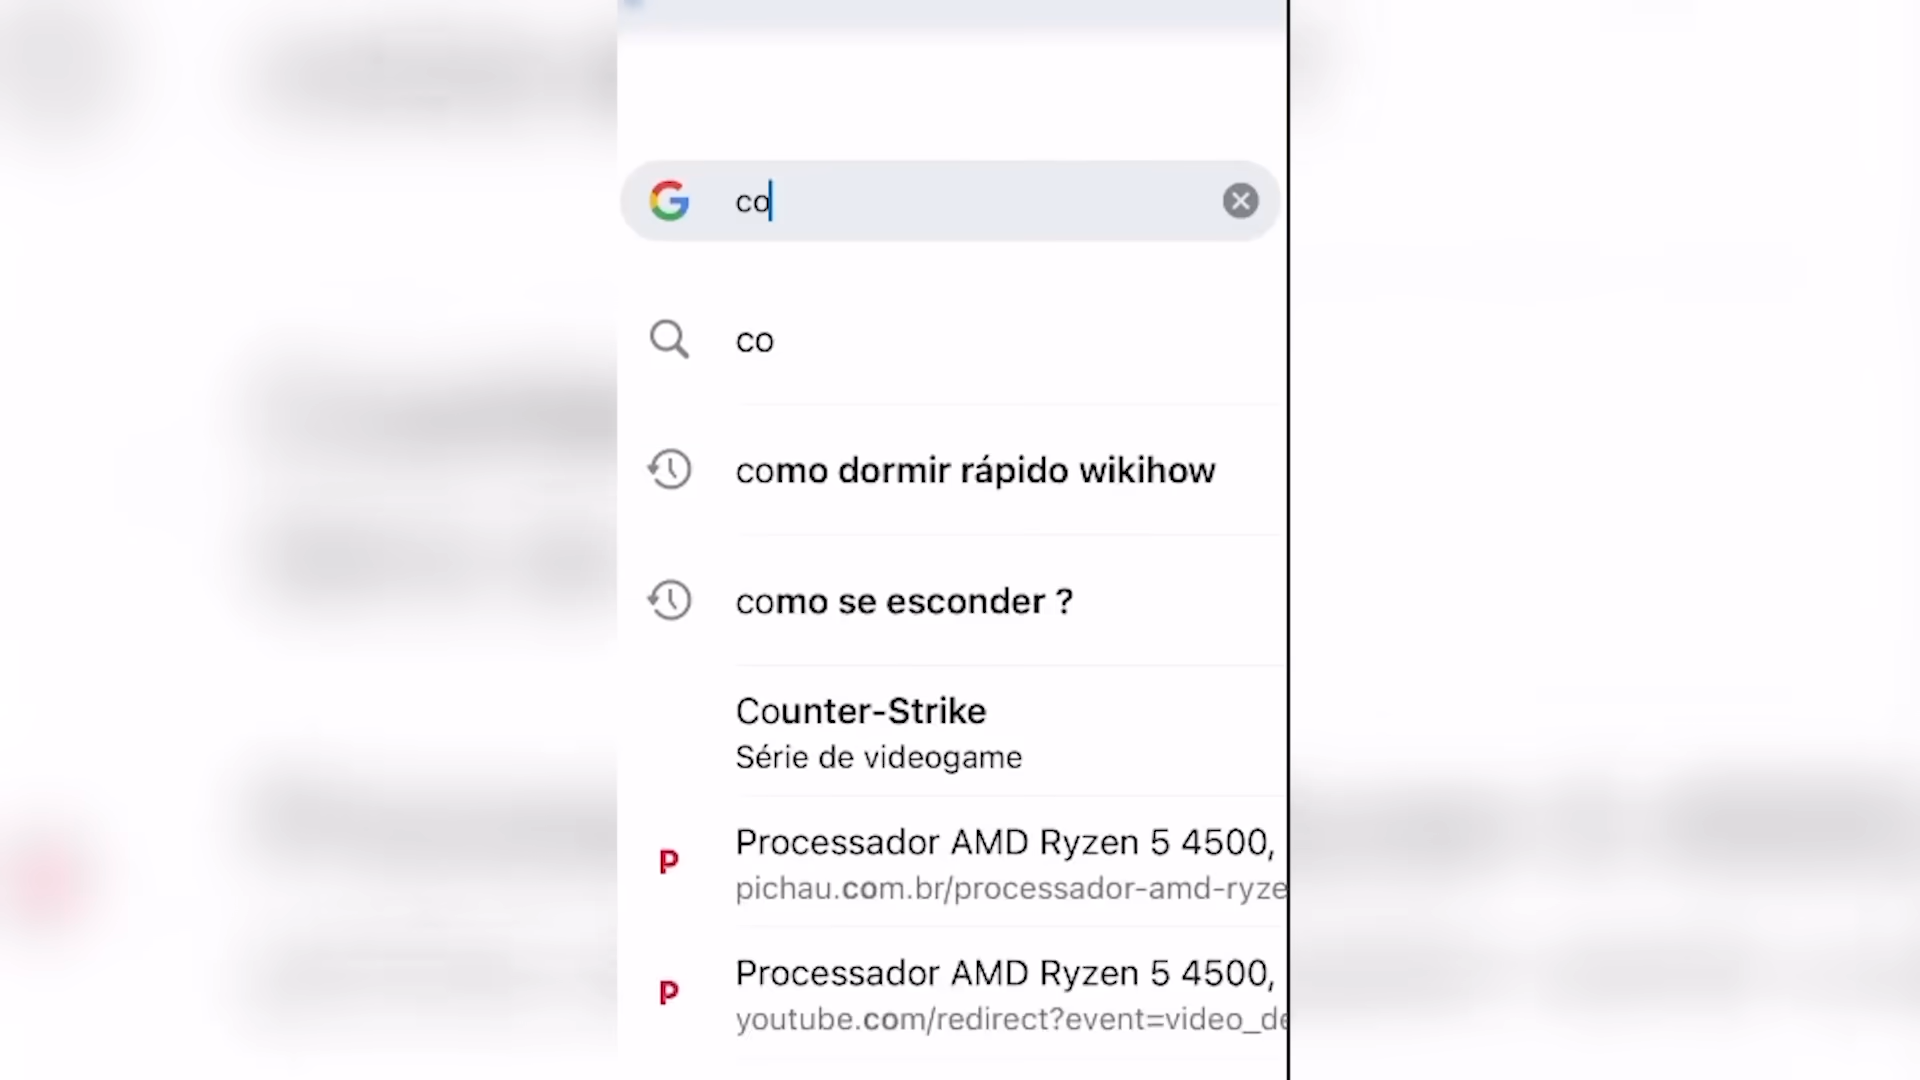 co
co
como dormir rápido wikihow
como se esconder ?
Counter-Strike
Série de videogame
Processador AMD Ryzen 5 4500,
pichau.com.br/processador-amd-ryze
Processador AMD Ryzen 5 4500,
youtube.com/redirect?event=video_de